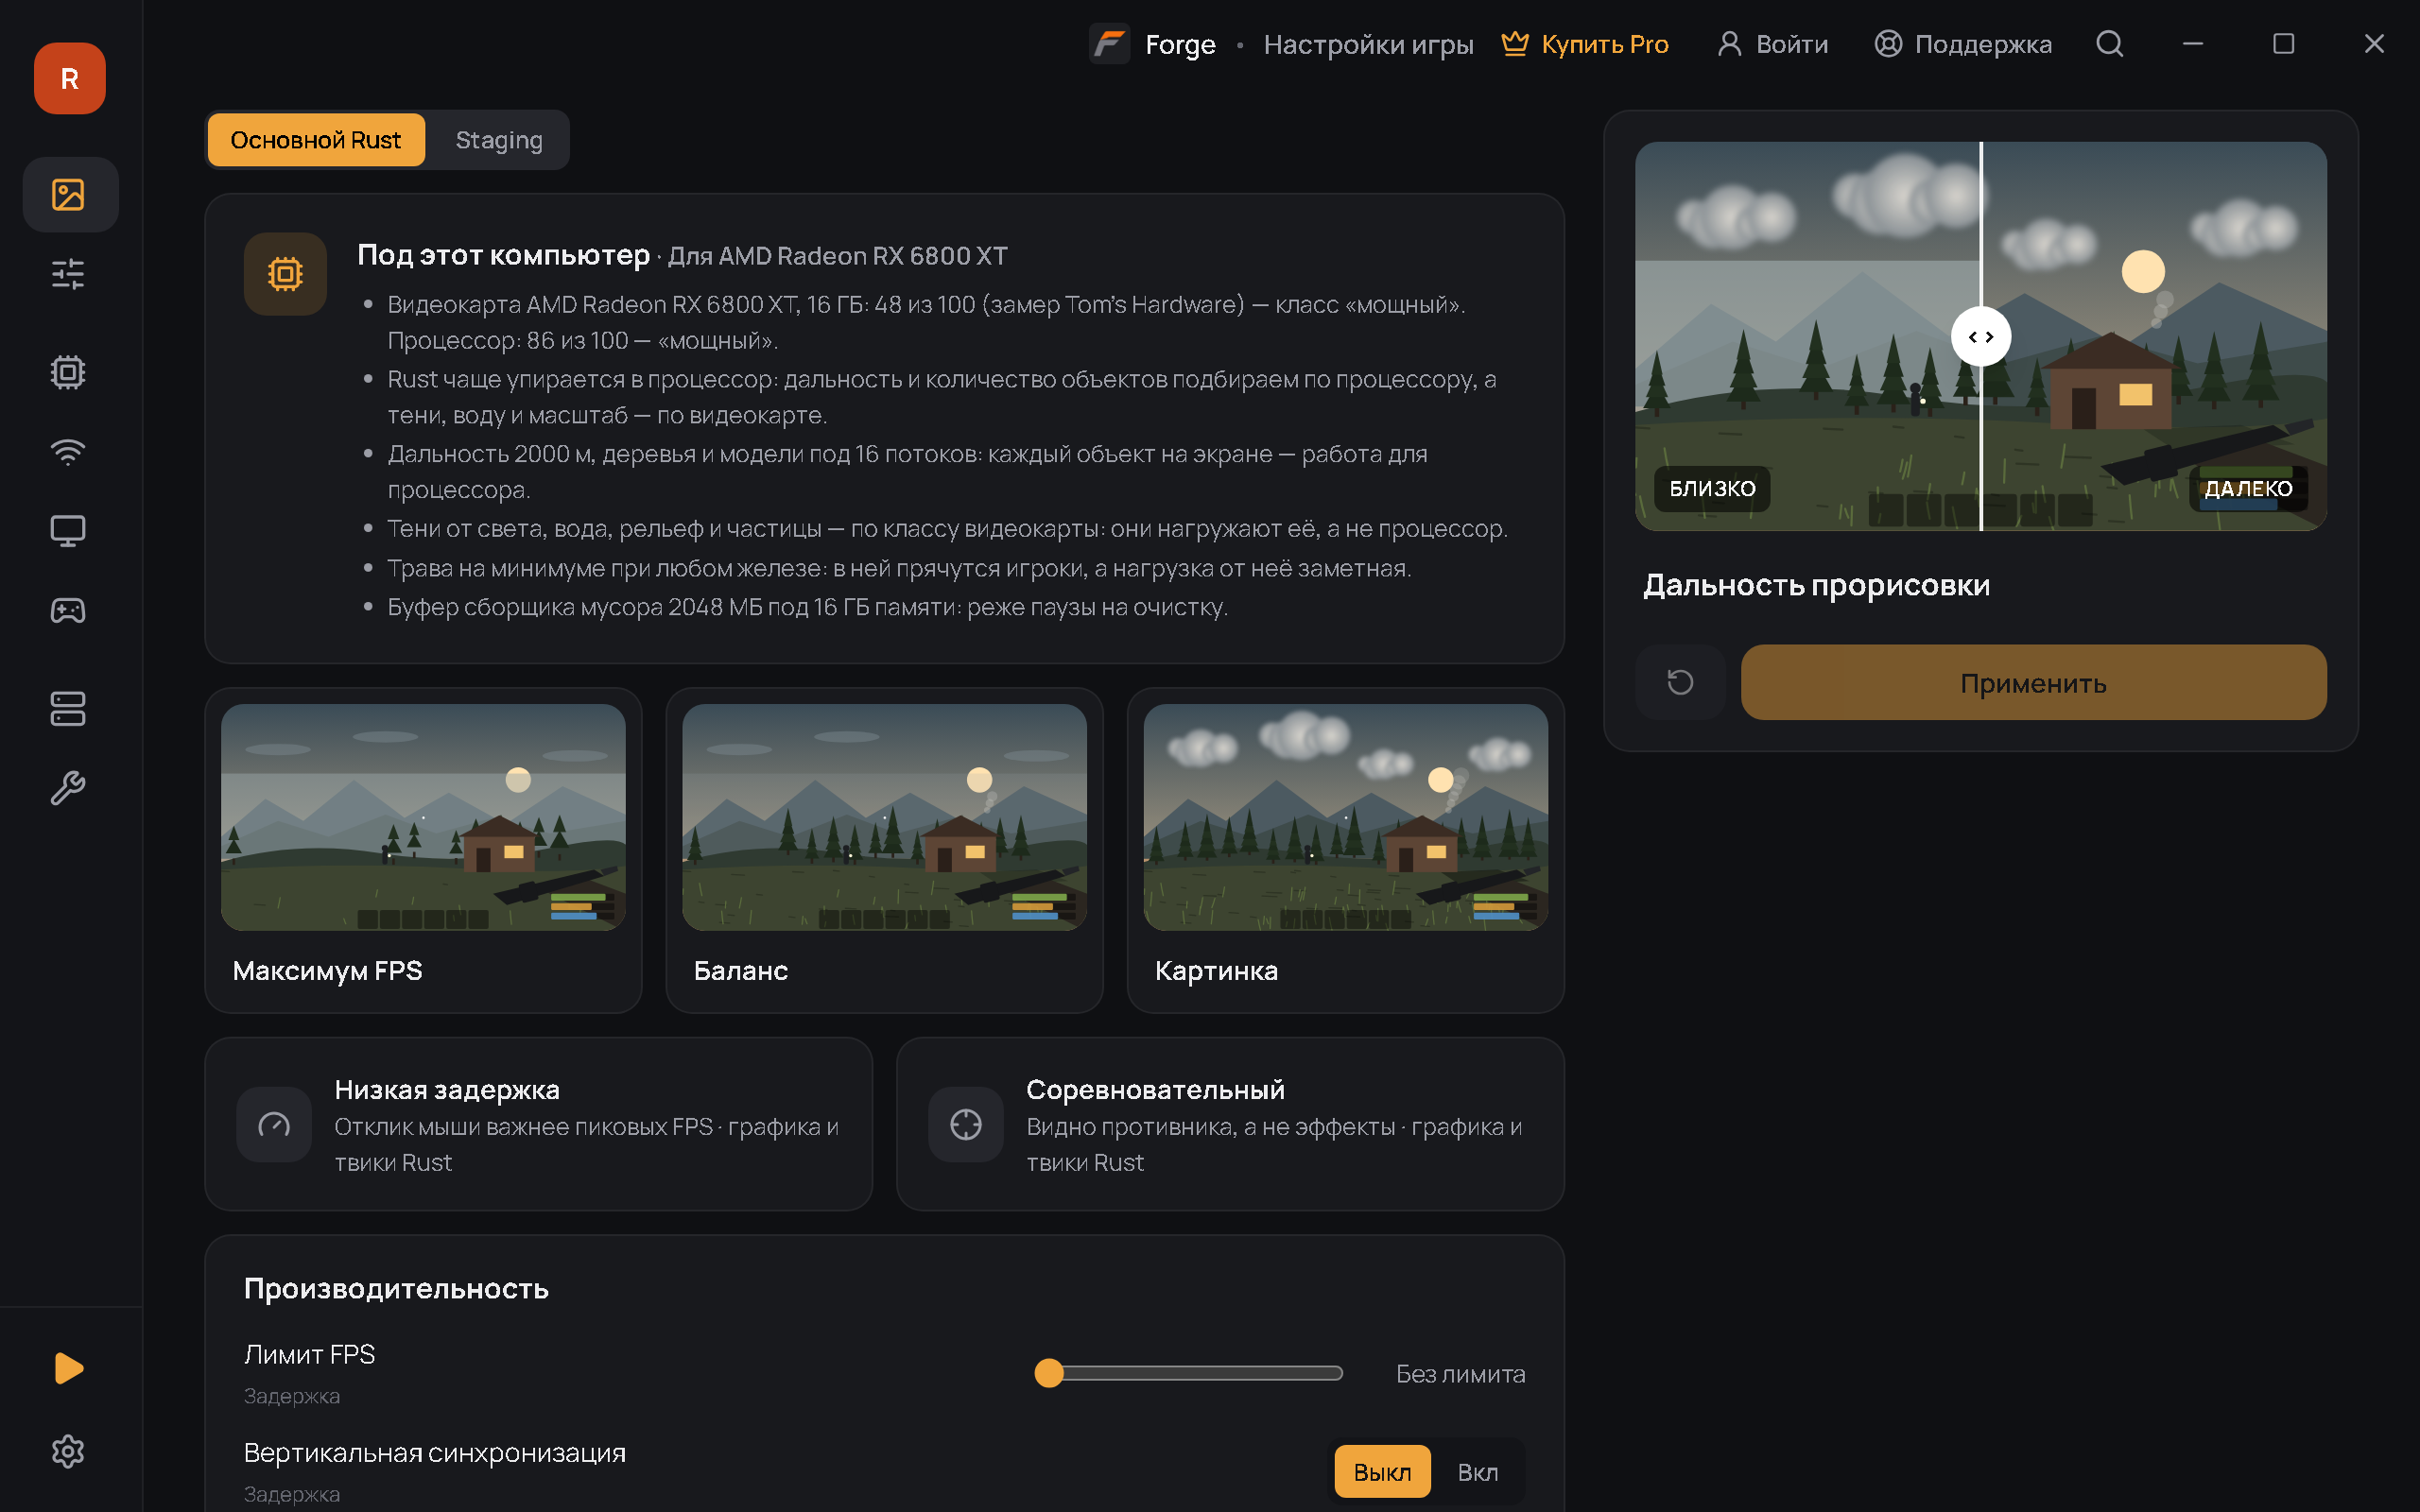 R
Forge • Настройки игры
Купить Pro
Войти
Поддержка
Основной Rust
Staging
Под этот компьютер · Для AMD Radeon RX 6800 XT
• Видеокарта AMD Radeon RX 6800 XT, 16 ГБ: 48 из 100 (замер Tom's Hardware) — класс «мощный».
Процессор: 86 из 100 — «мощный».
• Rust чаще упирается в процессор: дальность и количество объектов подбираем по процессору, а
тени, воду и масштаб — по видеокарте.
• Дальность 2000 м, деревья и модели под 16 потоков: каждый объект на экране — работа для
процессора.
• Тени от света, вода, рельеф и частицы — по классу видеокарты: они нагружают её, а не процессор.
• Трава на минимуме при любом железе: в ней прячутся игроки, а нагрузка от неё заметная.
• Буфер сборщика мусора 2048 МБ под 16 ГБ памяти: реже паузы на очистку.
БЛИЗКО
ДАЛЕКО
Дальность прорисовки
Применить
Максимум FPS
Баланс
Картинка
Низкая задержка
Отклик мыши важнее пиковых FPS · графика и
твики Rust
Соревновательный
Видно противника, а не эффекты · графика и
твики Rust
Производительность
Лимит FPS
Задержка
Без лимита
Вертикальная синхронизация
Задержка
Выкл
Вкл